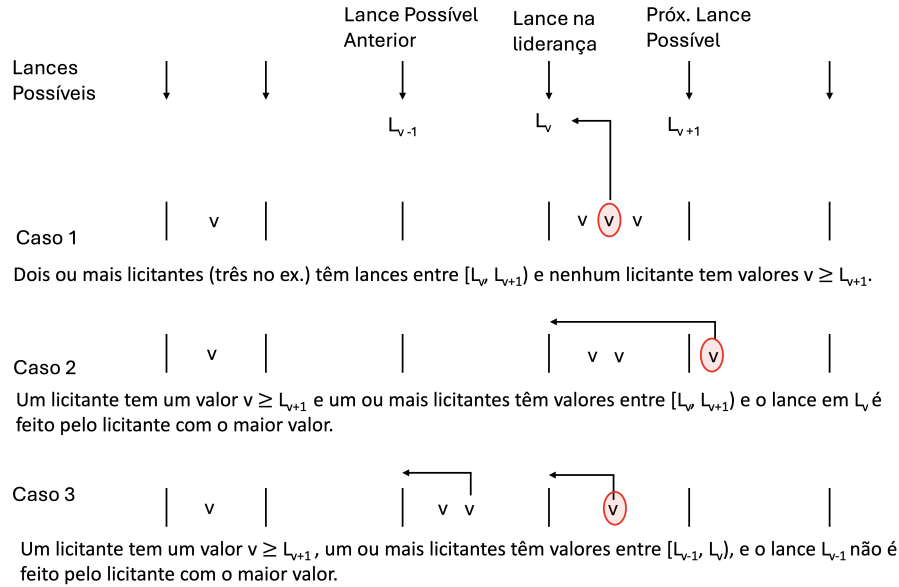 Lance Possível Anterior
Lance na liderança
Próx. Lance Possível
Lances Possíveis
Lv-1
Lv
Lv+1
v
v v v
Caso 1
Dois ou mais licitantes (três no ex.) têm lances entre [Lv, Lv+1) e nenhum licitante tem valores v ≥ Lv+1.
v
v v
v
Caso 2
Um licitante tem um valor v ≥ Lv+1 e um ou mais licitantes têm valores entre [Lv, Lv+1) e o lance em Lv é
feito pelo licitante com o maior valor.
Caso 3
v
v v
v
Um licitante tem um valor v ≥ Lv+1, um ou mais licitantes têm valores entre [Lv-1, Lv), e o lance Lv-1 não é
feito pelo licitante com o maior valor.